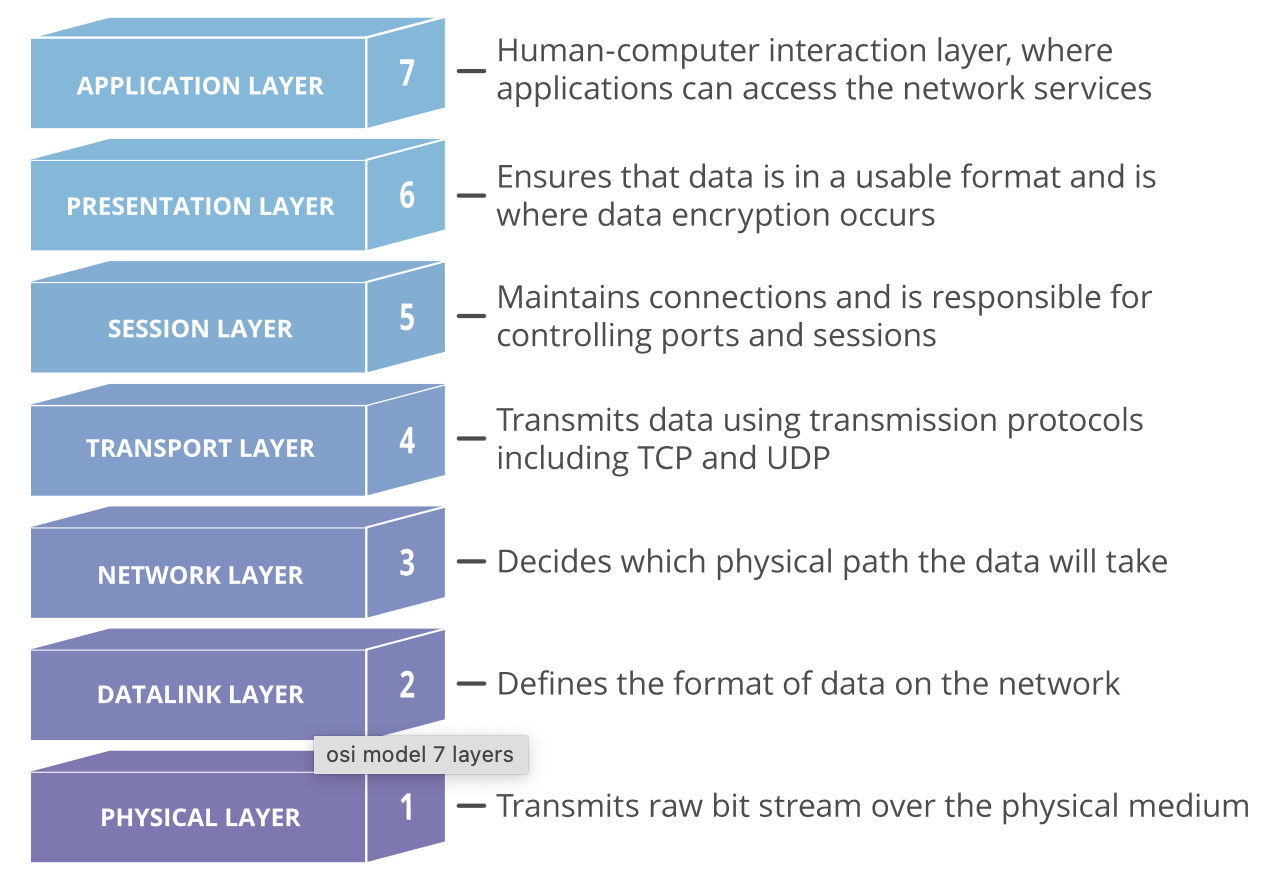 APPLICATION LAYER
7
Human-computer interaction layer, where
applications can access the network services
PRESENTATION LAYER
6
Ensures that data is in a usable format and is
where data encryption occurs
SESSION LAYER
5
Maintains connections and is responsible for
controlling ports and sessions
TRANSPORT LAYER
4
Transmits data using transmission protocols
including TCP and UDP
NETWORK LAYER
3
Decides which physical path the data will take
DATALINK LAYER
2
Defines the format of data on the network
osi model 7 layers
PHYSICAL LAYER
1
Transmits raw bit stream over the physical medium